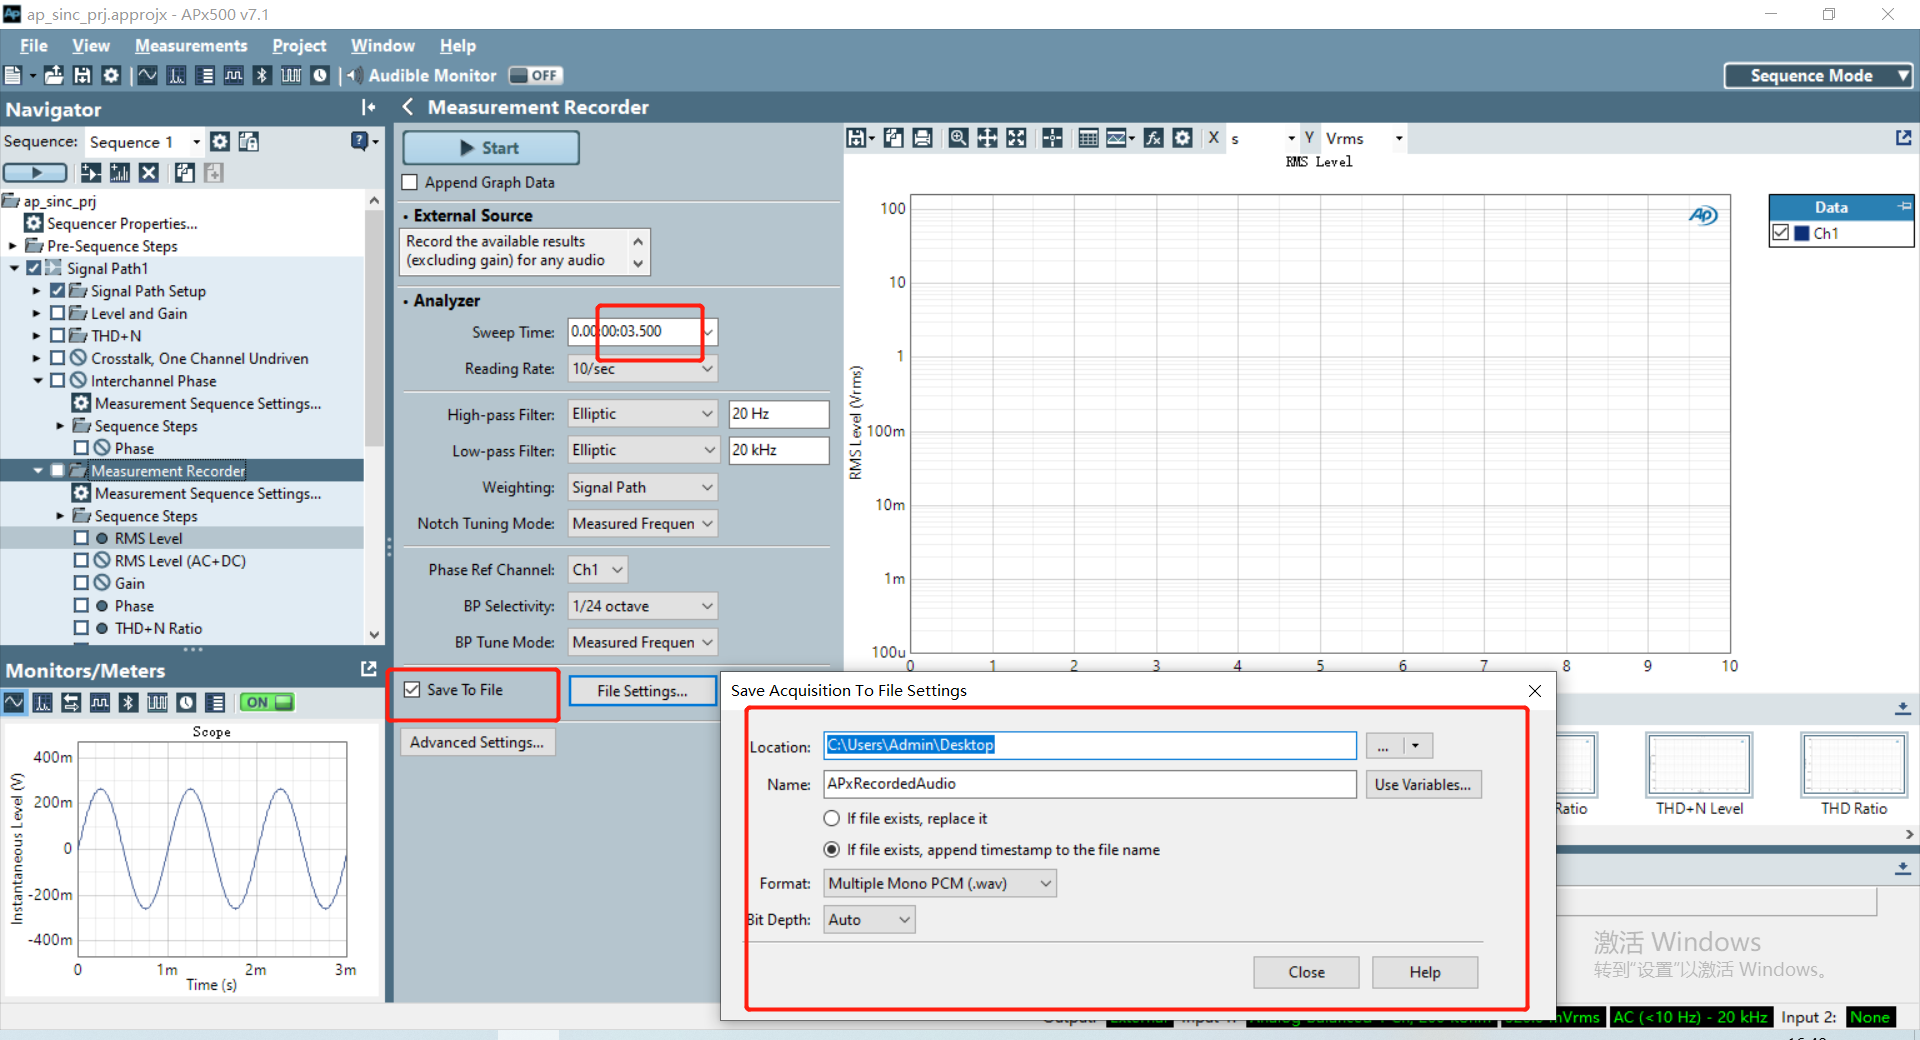 ap_sinc_prj.approjx - APx500 v7.1
File View Measurements Project Window Help
Audible Monitor OFF
Sequence Mode
Navigator
Measurement Recorder
Sequence: Sequence 1
Start
Append Graph Data
X s Y Vrms
RMS Level
ap_sinc_prj
Sequencer Properties...
Pre-Sequence Steps
Signal Path1
Signal Path Setup
Level and Gain
THD+N
Crosstalk, One Channel Undriven
Interchannel Phase
Measurement Sequence Settings...
Sequence Steps
Phase
Measurement Recorder
Measurement Sequence Settings...
Sequence Steps
RMS Level
RMS Level (AC+DC)
Gain
Phase
THD+N Ratio
External Source
Record the available results
(excluding gain) for any audio
Analyzer
Sweep Time: 0.00:00:03.500
Reading Rate: 10/sec
High-pass Filter: Elliptic 20 Hz
Low-pass Filter: Elliptic 20 kHz
Weighting: Signal Path
Notch Tuning Mode: Measured Frequen
Phase Ref Channel: Ch1
BP Selectivity: 1/24 octave
BP Tune Mode: Measured Frequen
Save To File File Settings...
Advanced Settings...
RMS Level (Vrms)
100
10
1
100m
10m
1m
100u
0 1 2 3 4 5 6 7 8 9 10
AP
Data
Ch1
Monitors/Meters
ON
Scope
Instantaneous Level (V)
400m
200m
0
-200m
-400m
0 1m 2m 3m
Time (s)
Save Acquisition To File Settings
Location: C:\Users\Admin\Desktop ...
Name: APxRecordedAudio Use Variables...
If file exists, replace it
If file exists, append timestamp to the file name
Format: Multiple Mono PCM (.wav)
Bit Depth: Auto
Close Help
Ratio THD+N Level THD Ratio
激活 Windows
转到"设置"以激活 Windows。
AC (<10 Hz) - 20 kHz Input 2: None